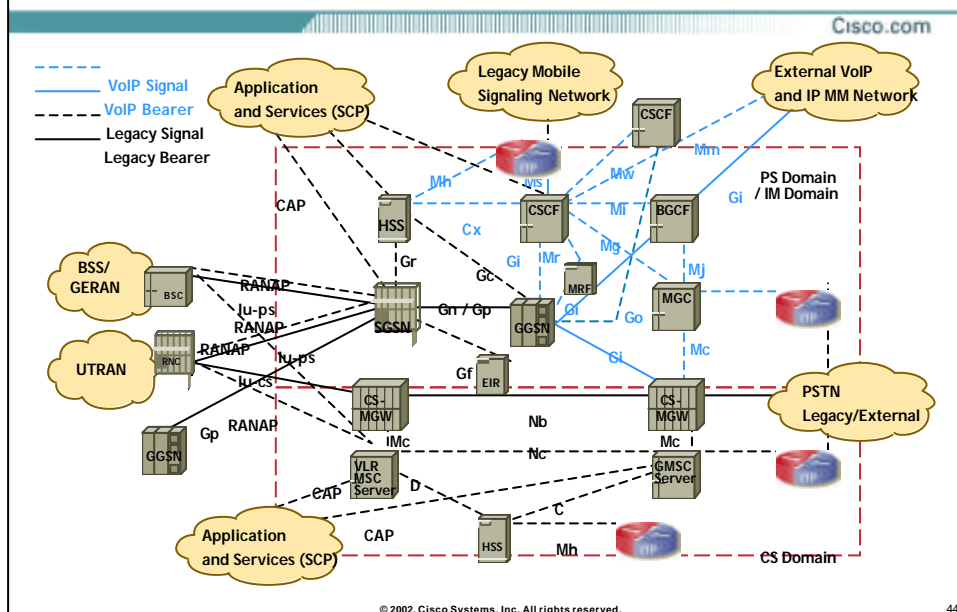 Cisco.com
VoIP Signal
VoIP Bearer
Legacy Signal
Legacy Bearer
Application
and Services (SCP)
Legacy Mobile
Signaling Network
External VoIP
and IP MM Network
CSCF
Mm
Mw
Mh
Ms
PS Domain
/ IM Domain
Gi
CAP
HSS
CSCF
Mi
BGCF
Cx
Mg
Gr
Gi
Mr
Gc
Mj
BSS/
GERAN
BSC
RANAP
MRF
MGC
Iu-ps
SGSN
Gn / Gp
GGSN
Gi
Go
RANAP
UTRAN
RNC
RANAP
Iu-ps
Gf
EIR
Gi
Mc
Iu-cs
CS-
MGW
CS-
MGW
PSTN
Legacy/External
Nb
RANAP
Gp
GGSN
Mc
Mc
Nc
VLR
MSC
Server
GMSC
Server
D
CAP
C
CAP
Application
and Services (SCP)
HSS
Mh
CS Domain
© 2002, Cisco Systems, Inc. All rights reserved.
44